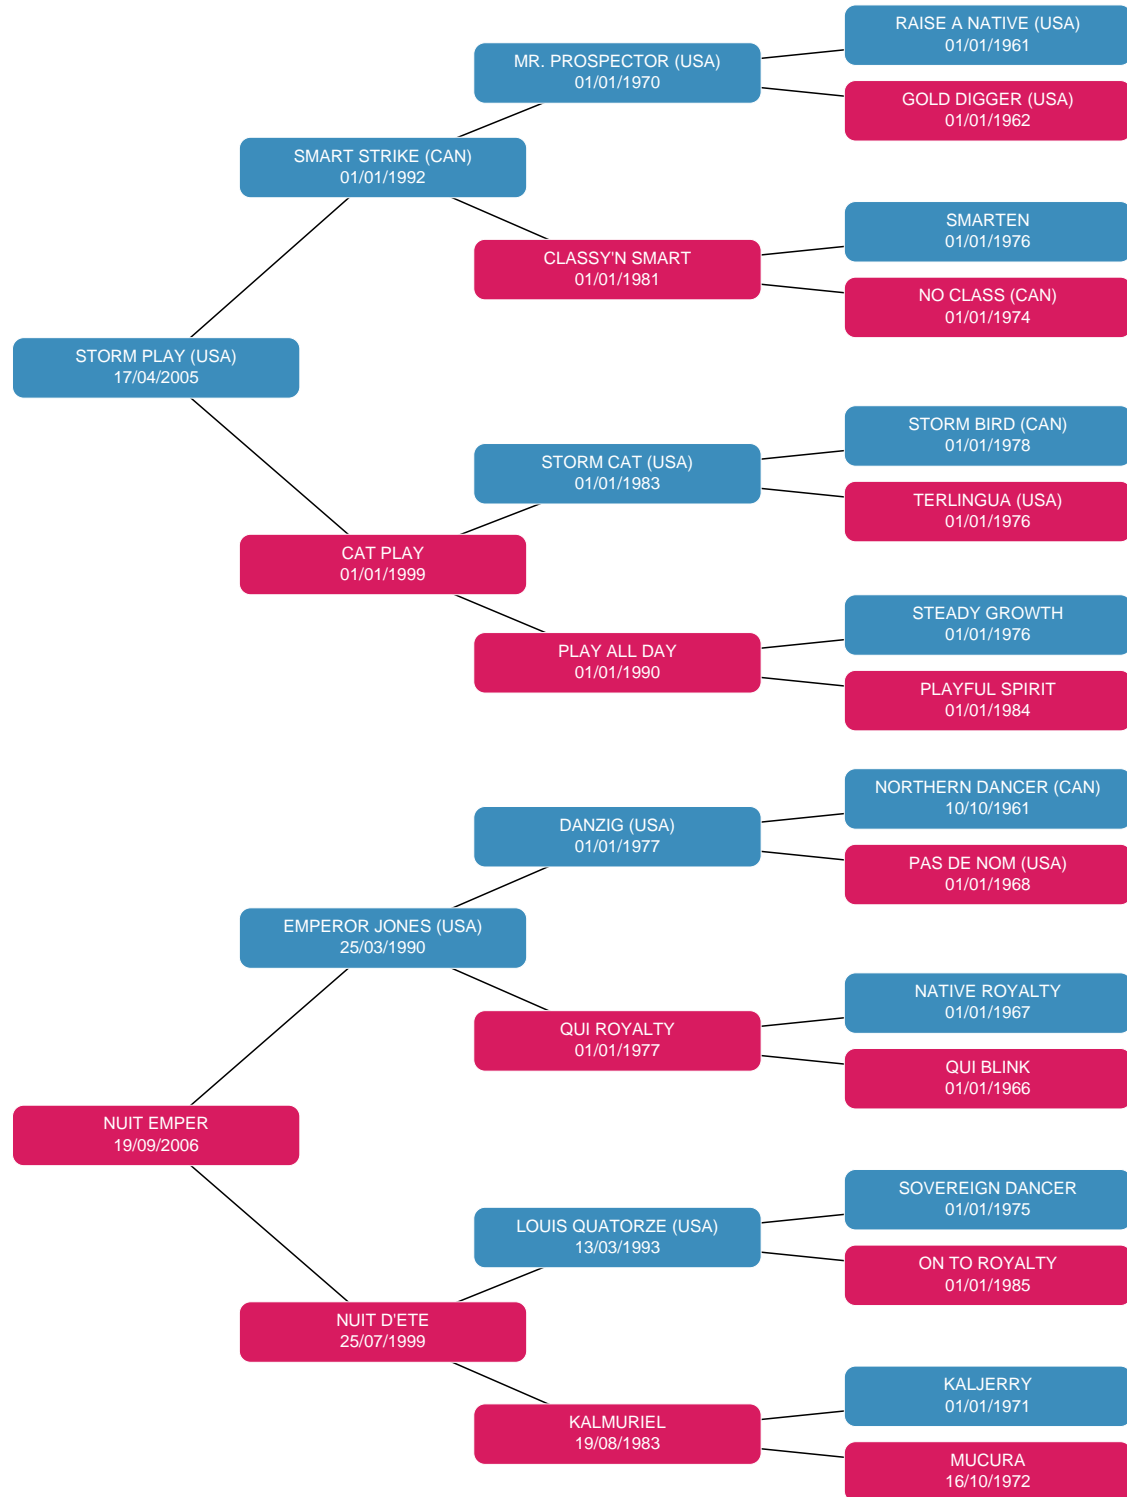 RAISE A NATIVE (USA)
01/01/1961
MR. PROSPECTOR (USA)
01/01/1970
GOLD DIGGER (USA)
01/01/1962
SMART STRIKE (CAN)
01/01/1992
SMARTEN
01/01/1976
CLASSY'N SMART
01/01/1981
NO CLASS (CAN)
01/01/1974
STORM PLAY (USA)
17/04/2005
STORM BIRD (CAN)
01/01/1978
STORM CAT (USA)
01/01/1983
TERLINGUA (USA)
01/01/1976
CAT PLAY
01/01/1999
STEADY GROWTH
01/01/1976
PLAY ALL DAY
01/01/1990
PLAYFUL SPIRIT
01/01/1984
NORTHERN DANCER (CAN)
10/10/1961
DANZIG (USA)
01/01/1977
PAS DE NOM (USA)
01/01/1968
EMPEROR JONES (USA)
25/03/1990
NATIVE ROYALTY
01/01/1967
QUI ROYALTY
01/01/1977
QUI BLINK
01/01/1966
NUIT EMPER
19/09/2006
SOVEREIGN DANCER
01/01/1975
LOUIS QUATORZE (USA)
13/03/1993
ON TO ROYALTY
01/01/1985
NUIT D'ETE
25/07/1999
KALJERRY
01/01/1971
KALMURIEL
19/08/1983
MUCURA
16/10/1972